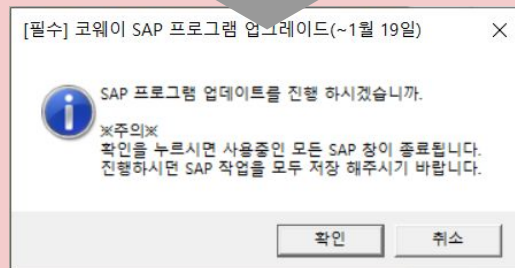 [필수] 코웨이 SAP 프로그램 업그레이드(~1월 19일)
SAP 프로그램 업데이트를 진행 하시겠습니까.
※주의※
확인을 누르시면 사용중인 모든 SAP 창이 종료됩니다.
진행하시던 SAP 작업을 모두 저장 해주시기 바랍니다.
확인
취소